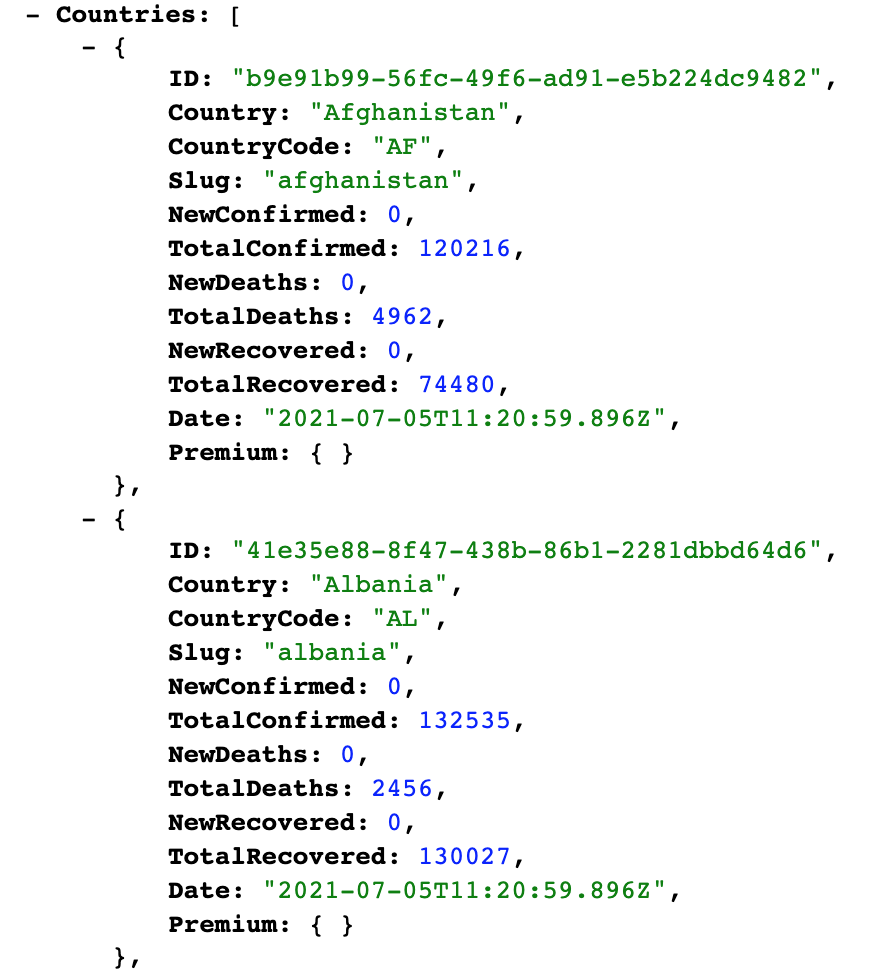 - Countries: [
- {
ID: "b9e91b99-56fc-49f6-ad91-e5b224dc9482",
Country: "Afghanistan",
CountryCode: "AF",
Slug: "afghanistan",
NewConfirmed: 0,
TotalConfirmed: 120216,
NewDeaths: 0,
TotalDeaths: 4962,
NewRecovered: 0,
TotalRecovered: 74480,
Date: "2021-07-05T11:20:59.896Z",
Premium: { }
},
- {
ID: "41e35e88-8f47-438b-86b1-2281dbbd64d6",
Country: "Albania",
CountryCode: "AL",
Slug: "albania",
NewConfirmed: 0,
TotalConfirmed: 132535,
NewDeaths: 0,
TotalDeaths: 2456,
NewRecovered: 0,
TotalRecovered: 130027,
Date: "2021-07-05T11:20:59.896Z",
Premium: { }
},